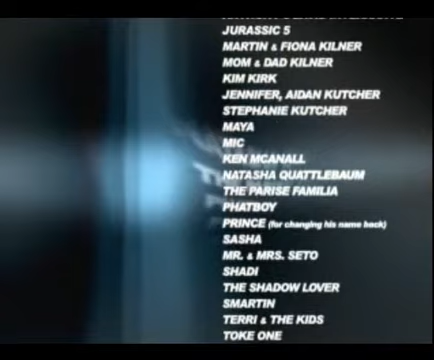 JURASSIC 5
MARTIN & FIONA KILNER
MOM & DAD KILNER
KIM KIRK
JENNIFER, AIDAN KUTCHER
STEPHANIE KUTCHER
MAYA
MIC
KEN MCANALL
NATASHA QUATTLEBAUM
THE PARISE FAMILIA
PHATBOY
PRINCE (for changing his name back)
SASHA
MR. & MRS. SETO
SHADI
THE SHADOW LOVER
SMARTIN
TERRI & THE KIDS
TOKE ONE